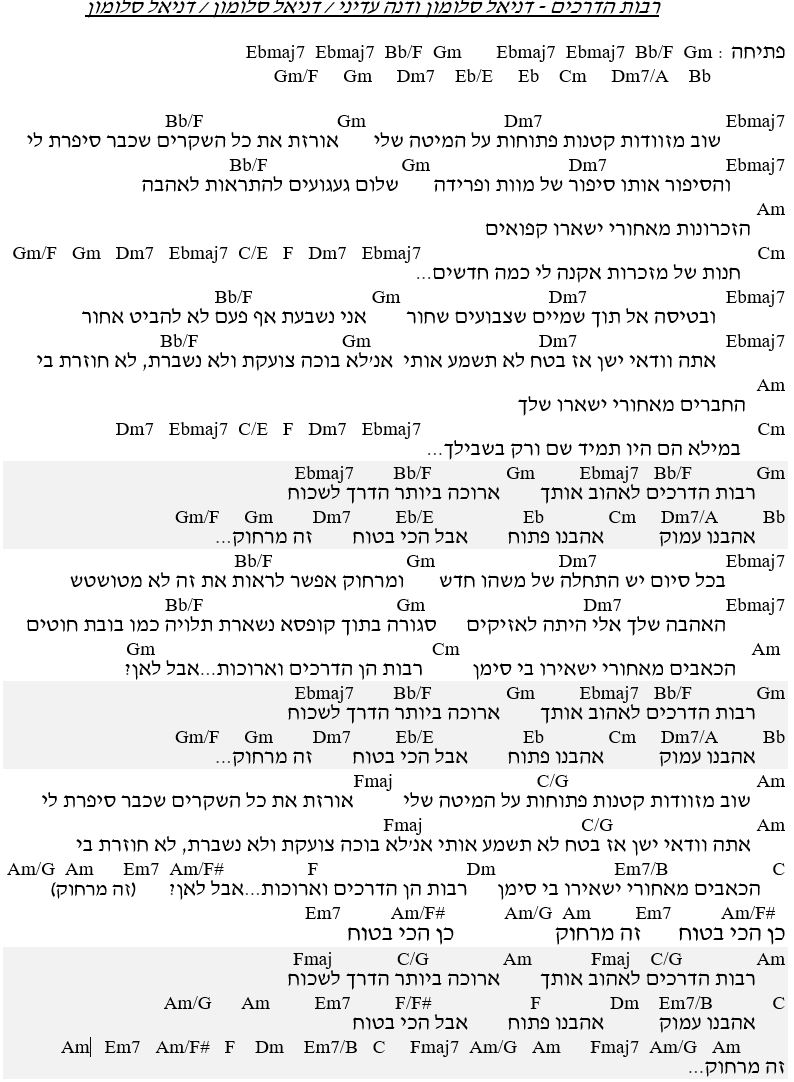 רבות הדרכים - דניאל סלומון ודנה עדיני / דניאל סלומון / דניאל סלומון
פתיחה : Gm Bb/F Ebmaj7 Ebmaj7 Gm Bb/F Ebmaj7 Ebmaj7
Bb Dm7/A Cm Eb Eb/E Dm7 Gm Gm/F
Ebmaj7 Dm7 Gm Bb/F
שוב מזוודות קטנות פתוחות על המיטה שלי אורזת את כל השקרים שכבר סיפרת לי
Ebmaj7 Dm7 Gm Bb/F
והסיפור אותו סיפור של מוות ופרידה שלום געגועים להתראות לאהבה
Am
הזכרונות מאחורי ישארו קפואים
Cm Ebmaj7 Dm7 F C/E Ebmaj7 Dm7 Gm Gm/F
חנות של מזכרות אקנה לי כמה חדשים...
Ebmaj7 Dm7 Gm Bb/F
ובטיסה אל תוך שמיים שצבועים שחור אני נשבעת אף פעם לא להביט אחור
Ebmaj7 Dm7 Gm Bb/F
אתה וודאי ישן אז בטח לא תשמע אותי אני'לא בוכה צועקת ולא נשברת, לא חוזרת בי
Am
החברים מאחורי ישארו שלך
Cm Ebmaj7 Dm7 F C/E Ebmaj7 Dm7
במילא הם היו תמיד שם ורק בשבילך...
Gm Bb/F Ebmaj7 Gm Bb/F Ebmaj7
רבות הדרכים לאהוב אותך ארוכה ביותר הדרך לשכוח
Bb Dm7/A Cm Eb Eb/E Dm7 Gm Gm/F
אהבנו עמוק אהבנו פתוח אבל הכי בטוח זה מרחוק...
Ebmaj7 Dm7 Gm Bb/F
בכל סיום יש התחלה של משהו חדש ומרחוק אפשר לראות את זה לא מטושטש
Ebmaj7 Dm7 Gm Bb/F
האהבה שלך אלי היתה לאזיקים סגורה בתוך קופסא נשארת תלויה כמו בובת חוטים
Am Cm Gm
הכאבים מאחורי ישאירו בי סימן רבות הן הדרכים וארוכות...אבל לאן?
Gm Bb/F Ebmaj7 Gm Bb/F Ebmaj7
רבות הדרכים לאהוב אותך ארוכה ביותר הדרך לשכוח
Bb Dm7/A Cm Eb Eb/E Dm7 Gm Gm/F
אהבנו עמוק אהבנו פתוח אבל הכי בטוח זה מרחוק...
Am C/G Fmaj
שוב מזוודות קטנות פתוחות על המיטה שלי אורזת את כל השקרים שכבר סיפרת לי
Am C/G Fmaj
אתה וודאי ישן אז בטח לא תשמע אותי אני'לא בוכה צועקת ולא נשברת, לא חוזרת בי
C Em7/B Dm F Am/F# Em7 Am Am/G
הכאבים מאחורי ישאירו בי סימן רבות הן הדרכים וארוכות...אבל לאן? (זה מרחוק)
Am/F# Em7 Am Am/G Am/F# Em7
כן הכי בטוח זה מרחוק כן הכי בטוח
Am C/G Fmaj Am C/G Fmaj
רבות הדרכים לאהוב אותך ארוכה ביותר הדרך לשכוח
C Em7/B Dm F F/F# Em7 Am Am/G
אהבנו עמוק אהבנו פתוח אבל הכי בטוח
Am Am/G Fmaj7 Am Am/G Fmaj7 C Em7/B Dm F Am/F# Em7 Am
זה מרחוק...